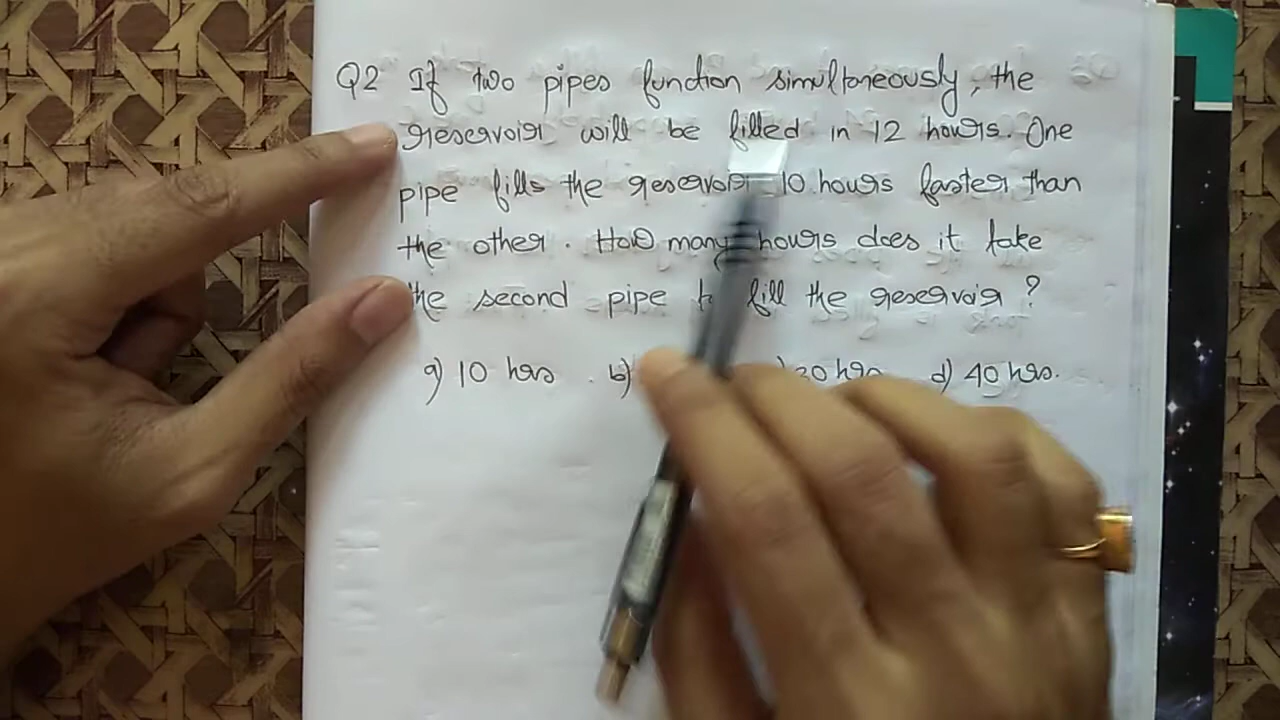 Q2 If two pipes function simultaneously, the
reservoir will be filled in 12 hours. One
pipe fills the reservoir 10 hours faster than
the other. How many hours does it take
the second pipe fill the reservoir ?
a) 10 hrs . b) hrs d) 40 hrs.